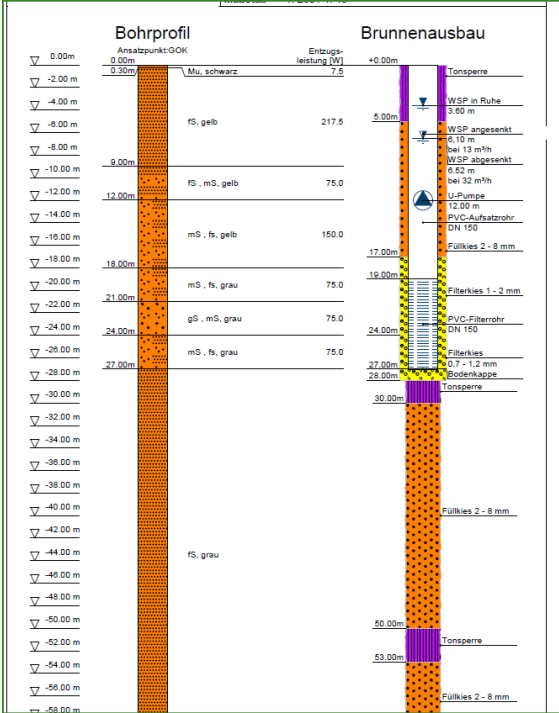 Bohrprofil
Brunnenausbau
Ansatzpunkt:GOK
Entzugs-
leistung [W]
0.00m
-2.00 m
-4.00 m
-6.00 m
-8.00 m
-10.00 m
-12.00 m
-14.00 m
-16.00 m
-18.00 m
-20.00 m
-22.00 m
-24.00 m
-26.00 m
-28.00 m
-30.00 m
-32.00 m
-34.00 m
-36.00 m
-38.00 m
-40.00 m
-42.00 m
-44.00 m
-46.00 m
-48.00 m
-50.00 m
-52.00 m
-54.00 m
-56.00 m
-58.00 m
0.00m
0.30m
9.00m
12.00m
18.00m
21.00m
24.00m
27.00m
Mu, schwarz 7.5
fS, gelb 217.5
fS , mS, gelb 75.0
mS , fs, gelb 150.0
mS , fs, grau 75.0
gS , mS, grau 75.0
mS , fs, grau 75.0
fS, grau
+0.00m
5.00m
17.00m
19.00m
24.00m
27.00m
28.00m
30.00m
50.00m
53.00m
Tonsperre
WSP in Ruhe
3.60 m
WSP angesenkt
6,10 m
bei 13 m³/h
WSP abgesenkt
6.52 m
bei 32 m³/h
U-Pumpe
12.00 m
PVC-Aufsatzrohr
DN 150
Füllkies 2 - 8 mm
Filterkies 1 - 2 mm
PVC-Filterrohr
DN 150
Filterkies
0,7 - 1,2 mm
Bodenkappe
Tonsperre
Füllkies 2 - 8 mm
Tonsperre
Füllkies 2 - 8 mm